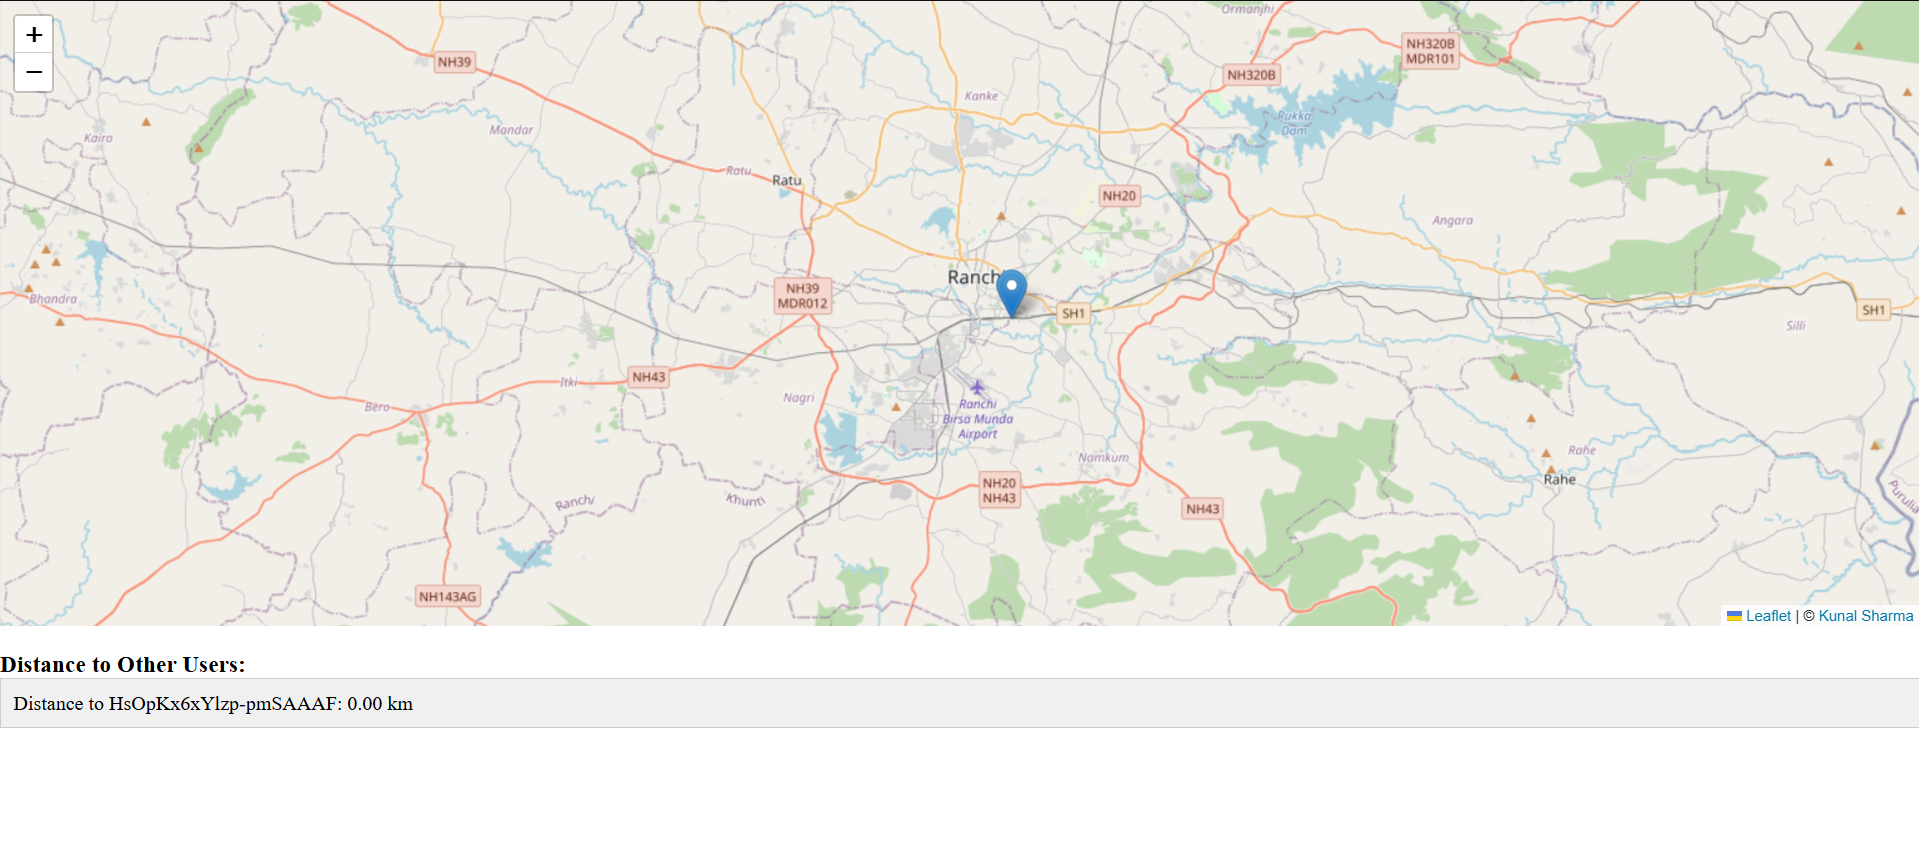 +
−
Ormanjhi
NH39
NH320B
MDR101
NH320B
Kanke
Rukka
Dam
Kairo
Mandar
Ratu
Ratu
NH20
Angara
Ranchi
NH39
MDR012
Bhandra
SH1
SH1
Silli
NH43
Itki
Nagri
Bero
Ranchi
Birsa Munda
Airport
Namkum
Rahe
Rahe
NH20
NH43
Ranchi
Khunti
NH43
Purulia
NH143AG
Leaflet | © Kunal Sharma
Distance to Other Users:
Distance to HsOpKx6xYlzp-pmSAAAF: 0.00 km